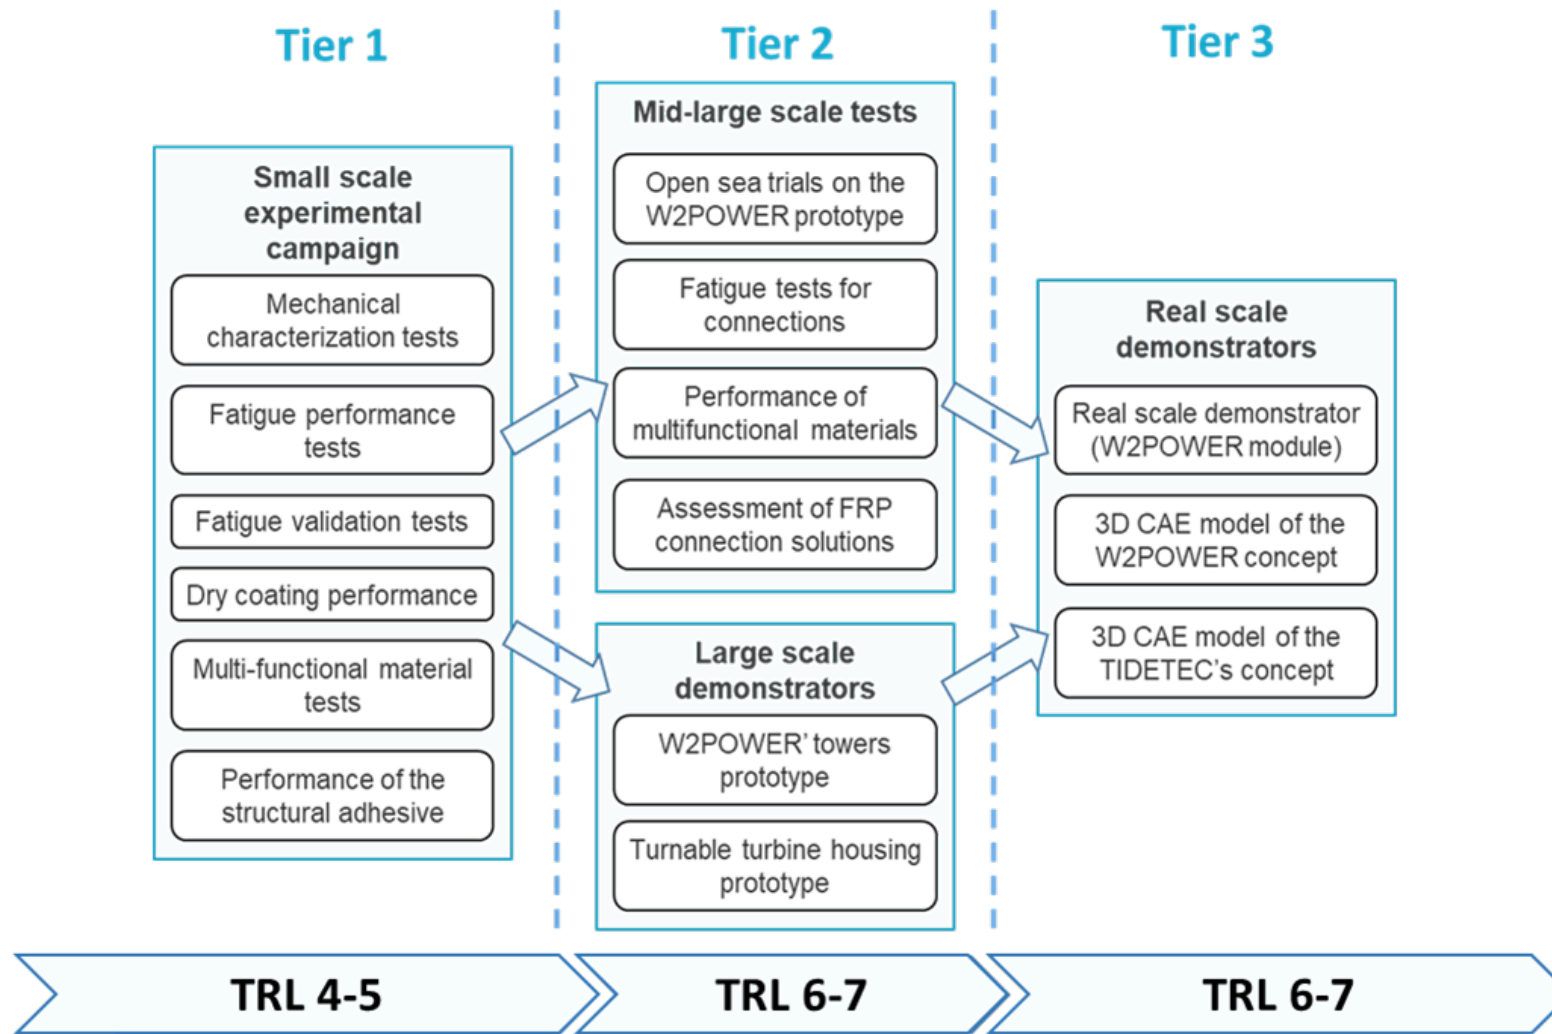 Tier 1
Small scale
experimental
campaign
Mechanical
characterization tests
Fatigue performance
tests
Fatigue validation tests
Dry coating performance
Multi-functional material
tests
Performance of the
structural adhesive
Tier 2
Mid-large scale tests
Open sea trials on the
W2POWER prototype
Fatigue tests for
connections
Performance of
multifunctional materials
Assessment of FRP
connection solutions
Large scale
demonstrators
W2POWER’ towers
prototype
Turnable turbine housing
prototype
Tier 3
Real scale
demonstrators
Real scale demonstrator
(W2POWER module)
3D CAE model of the
W2POWER concept
3D CAE model of the
TIDETEC’s concept
TRL 4-5
TRL 6-7
TRL 6-7